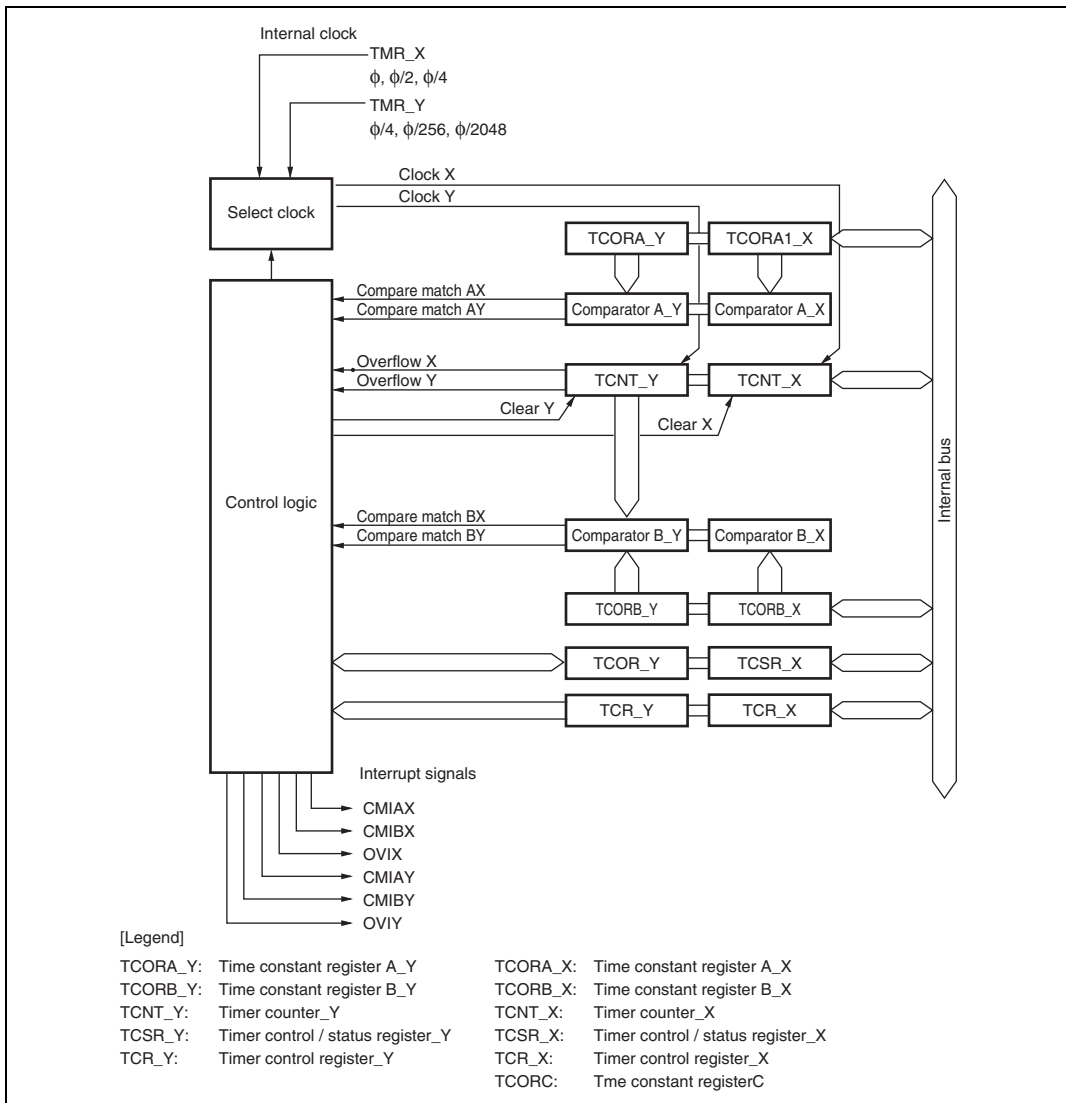 Internal clock
TMR_X
ϕ, ϕ/2, ϕ/4
TMR_Y
ϕ/4, ϕ/256, ϕ/2048
Clock X
Clock Y
Select clock
TCORA_Y
TCORA1_X
Compare match AX
Compare match AY
Comparator A_Y
Comparator A_X
Overflow X
Overflow Y
TCNT_Y
TCNT_X
Clear Y
Clear X
Control logic
Internal bus
Compare match BX
Compare match BY
Comparator B_Y
Comparator B_X
TCORB_Y
TCORB_X
TCOR_Y
TCSR_X
TCR_Y
TCR_X
Interrupt signals
CMIAX
CMIBX
OVIX
CMIAY
CMIBY
OVIY
[Legend]
TCORA_Y: Time constant register A_Y
TCORB_Y: Time constant register B_Y
TCNT_Y: Timer counter_Y
TCSR_Y: Timer control / status register_Y
TCR_Y: Timer control register_Y
TCORA_X: Time constant register A_X
TCORB_X: Time constant register B_X
TCNT_X: Timer counter_X
TCSR_X: Timer control / status register_X
TCR_X: Timer control register_X
TCORC: Tme constant registerC